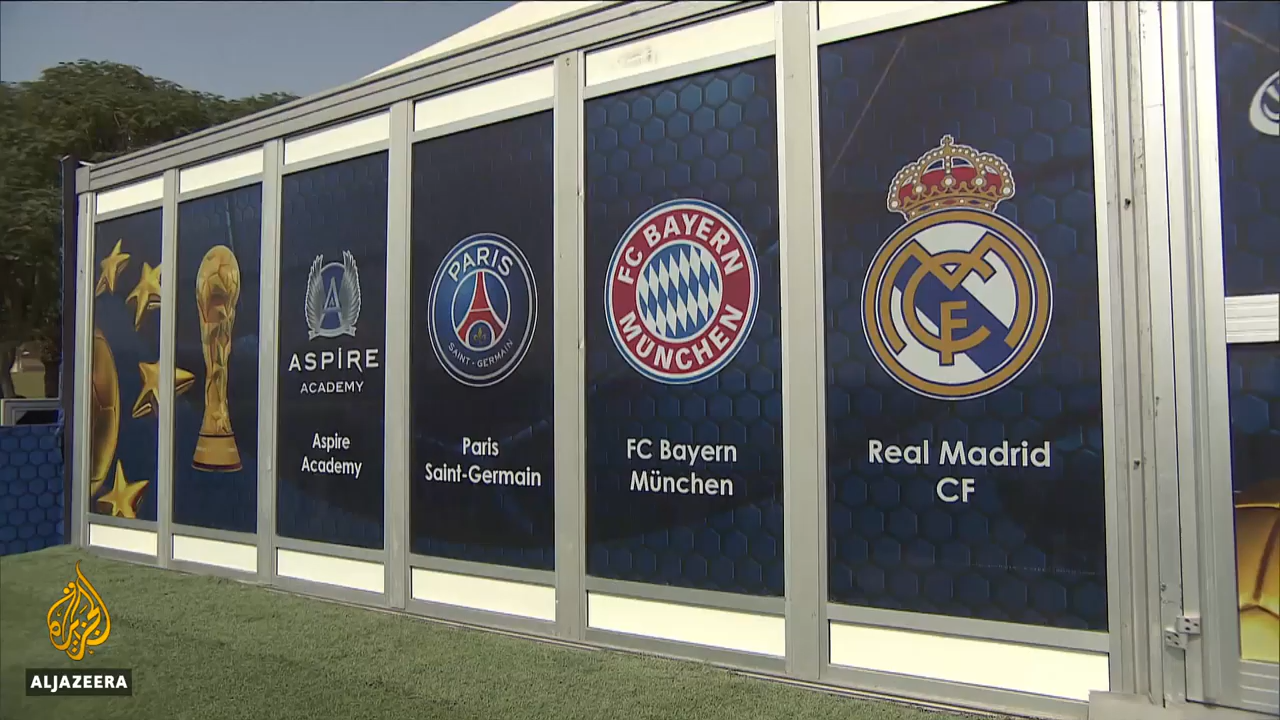 ASPIRE
ACADEMY
Aspire
Academy
PARIS
SAINT-GERMAIN
Paris
Saint-Germain
FC BAYERN
MÜNCHEN
FC Bayern
München
Real Madrid
CF
الجزيرة
ALJAZEERA